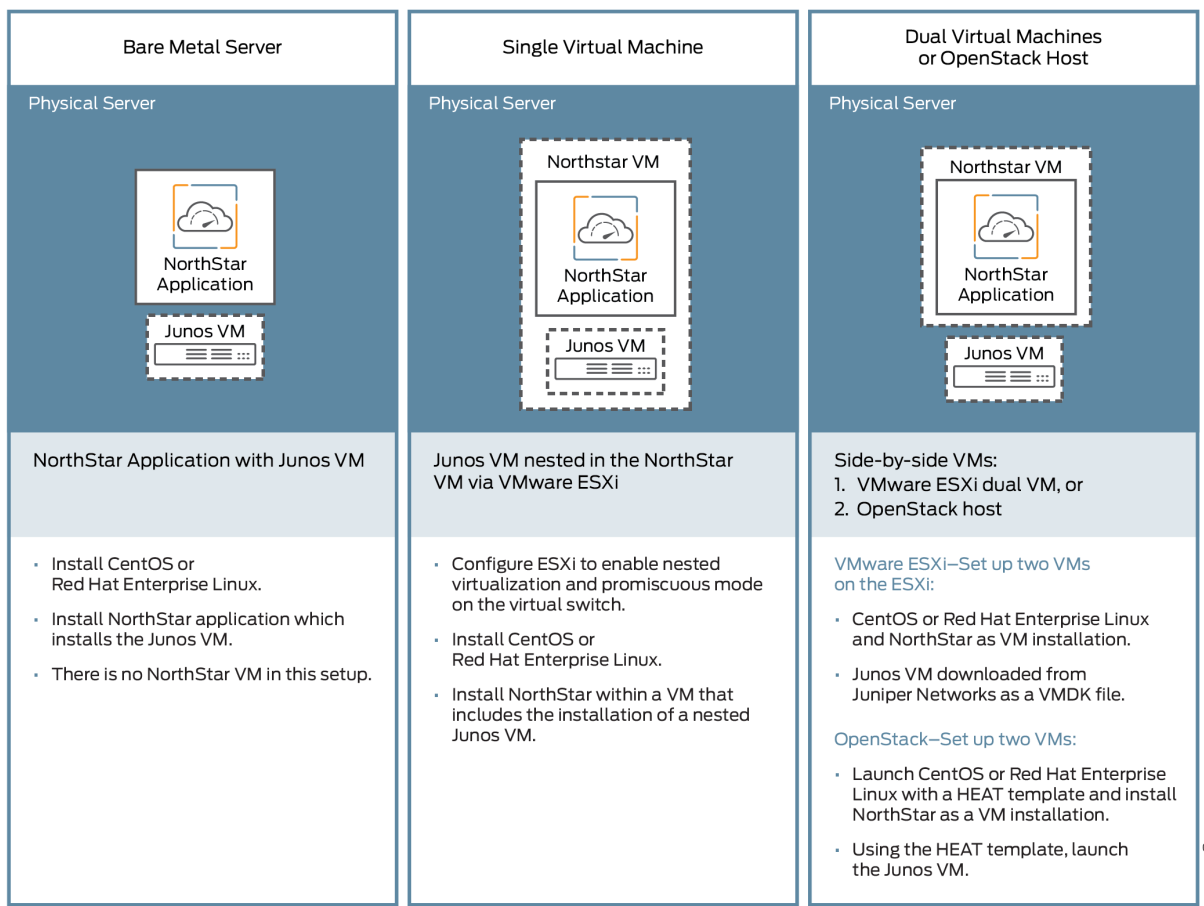 Bare Metal Server
Physical Server
NorthStar
Application
Junos VM
NorthStar Application with Junos VM
· Install CentOS or
Red Hat Enterprise Linux.
· Install NorthStar application which
installs the Junos VM.
· There is no NorthStar VM in this setup.
Single Virtual Machine
Physical Server
Northstar VM
NorthStar
Application
Junos VM
Junos VM nested in the NorthStar
VM via VMware ESXi
· Configure ESXi to enable nested
virtualization and promiscuous mode
on the virtual switch.
· Install CentOS or
Red Hat Enterprise Linux.
· Install NorthStar within a VM that
includes the installation of a nested
Junos VM.
Dual Virtual Machines
or OpenStack Host
Physical Server
Northstar VM
NorthStar
Application
Junos VM
Side-by-side VMs:
1. VMware ESXi dual VM, or
2. OpenStack host
VMware ESXi–Set up two VMs
on the ESXi:
· CentOS or Red Hat Enterprise Linux
and NorthStar as VM installation.
· Junos VM downloaded from
Juniper Networks as a VMDK file.
OpenStack–Set up two VMs:
· Launch CentOS or Red Hat Enterprise
Linux with a HEAT template and install
NorthStar as a VM installation.
· Using the HEAT template, launch
the Junos VM.